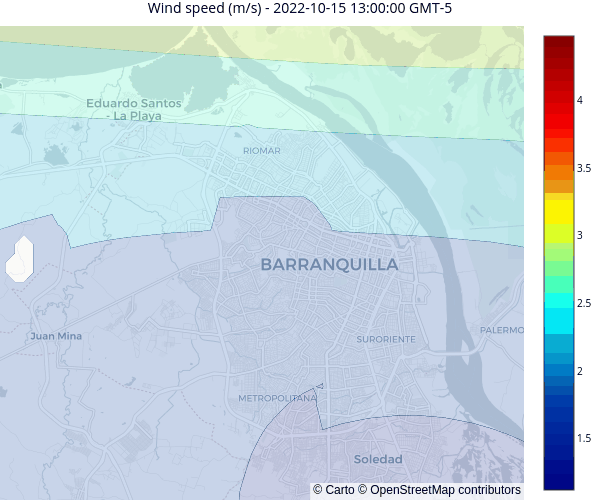 Wind speed (m/s) - 2022-10-15 13:00:00 GMT-5
4
3.5
3
2.5
2
1.5
Eduardo Santos
- La Playa
RIOMAR
BARRANQUILLA
Juan Mina
PALERMO
SURORIENTE
METROPOLITANA
Soledad
© Carto © OpenStreetMap contributors